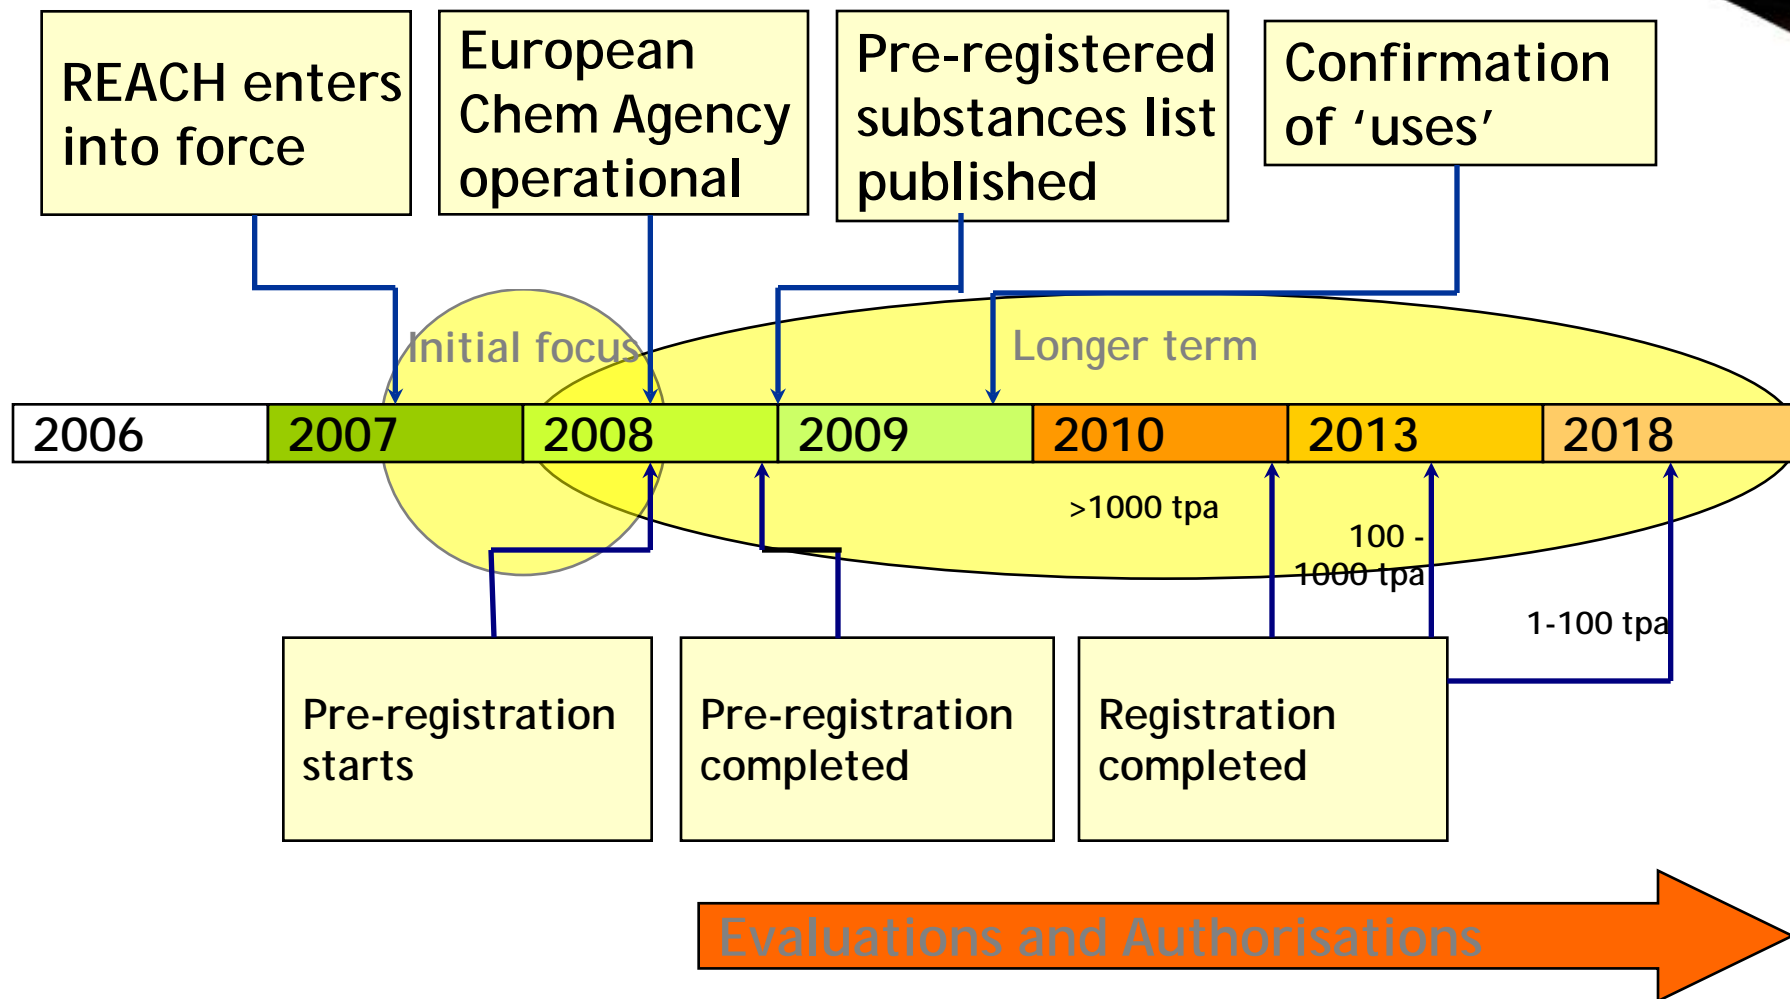 REACH enters
into force
European
Chem Agency
operational
Pre-registered
substances list
published
Confirmation
of ‘uses’
Initial focus
Longer term
2006
2007
2008
2009
2010
2013
2018
>1000 tpa
100 -
1000 tpa
1-100 tpa
Pre-registration
starts
Pre-registration
completed
Registration
completed
Evaluations and Authorisations